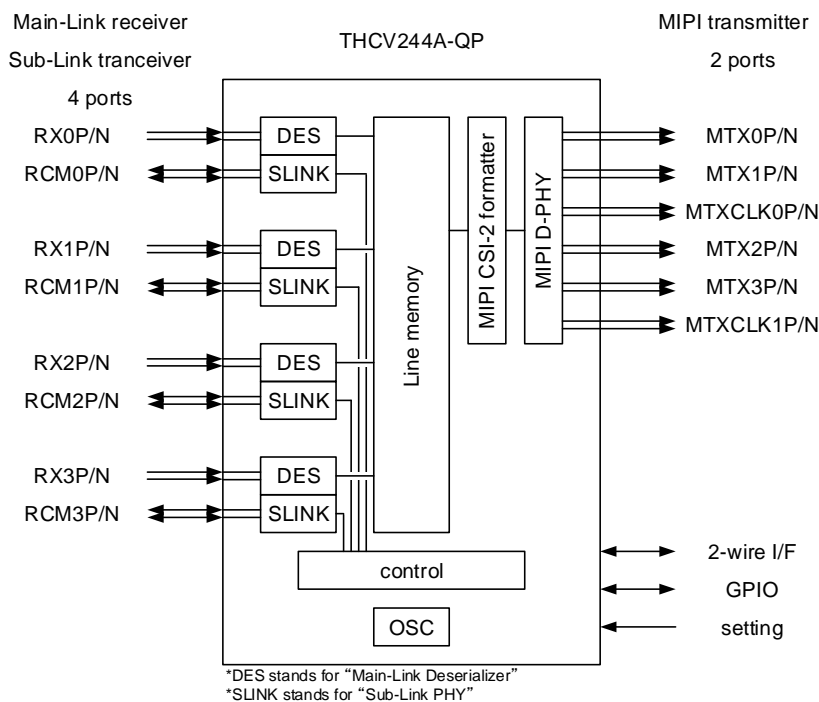 Main-Link receiver
Sub-Link tranceiver
4 ports
THCV244A-QP
MIPI transmitter
2 ports
RX0P/N
RCM0P/N
RX1P/N
RCM1P/N
RX2P/N
RCM2P/N
RX3P/N
RCM3P/N
DES
SLINK
DES
SLINK
DES
SLINK
DES
SLINK
Line memory
MIPI CSI-2 formatter
MIPI D-PHY
MTX0P/N
MTX1P/N
MTXCLK0P/N
MTX2P/N
MTX3P/N
MTXCLK1P/N
control
OSC
2-wire I/F
GPIO
setting
*DES stands for “Main-Link Deserializer”
*SLINK stands for “Sub-Link PHY”